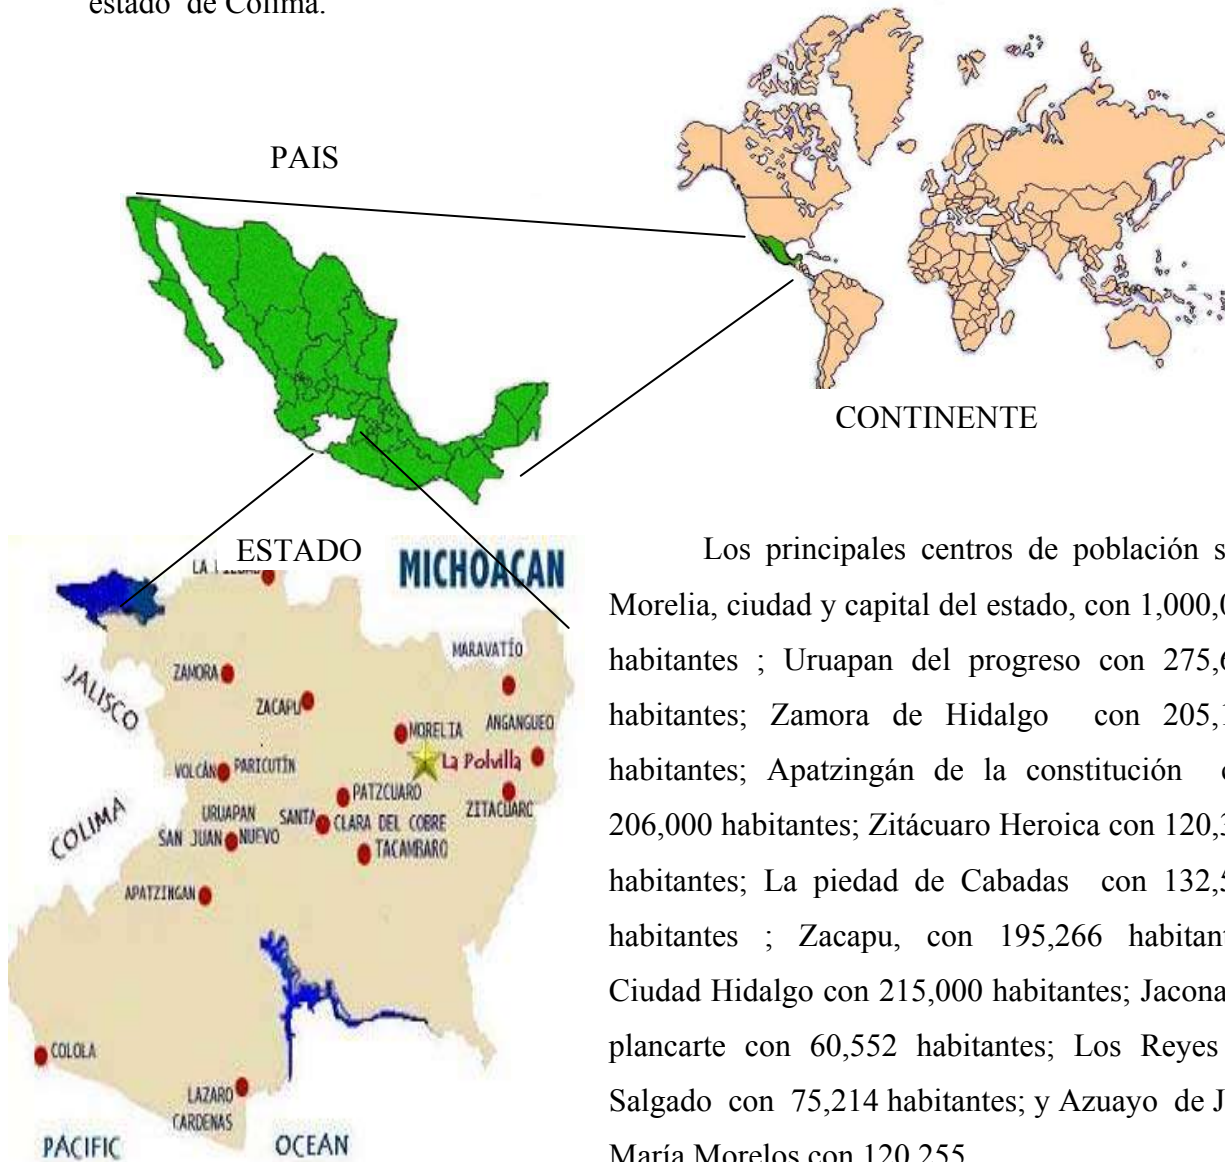 estado de Colima.
PAIS
CONTINENTE
ESTADO
MICHOACAN
LA
MARAVATÍO
JALISCO
ZAMORA
ZACAPU
MORELIA
ANGANGUEO
La Polvilla
VOLCÁN PARICUTÍN
PATZCUARO
ZITACUARC
COLIMA
URUAPAN
SANTA CLARA DEL COBRE
SAN JUAN NUEVO
TACAMBARO
APATZINGAN
COLOLA
LAZARO
CARDENAS
PACIFIC OCEAN
Los principales centros de población s
Morelia, ciudad y capital del estado, con 1,000,0
habitantes ; Uruapan del progreso con 275,6
habitantes; Zamora de Hidalgo con 205,1
habitantes; Apatzingán de la constitución
206,000 habitantes; Zitácuaro Heroica con 120,3
habitantes; La piedad de Cabadas con 132,5
habitantes ; Zacapu, con 195,266 habitant
Ciudad Hidalgo con 215,000 habitantes; Jacona
plancarte con 60,552 habitantes; Los Reyes
Salgado con 75,214 habitantes; y Azuayo de J
María Morelos con 120,255